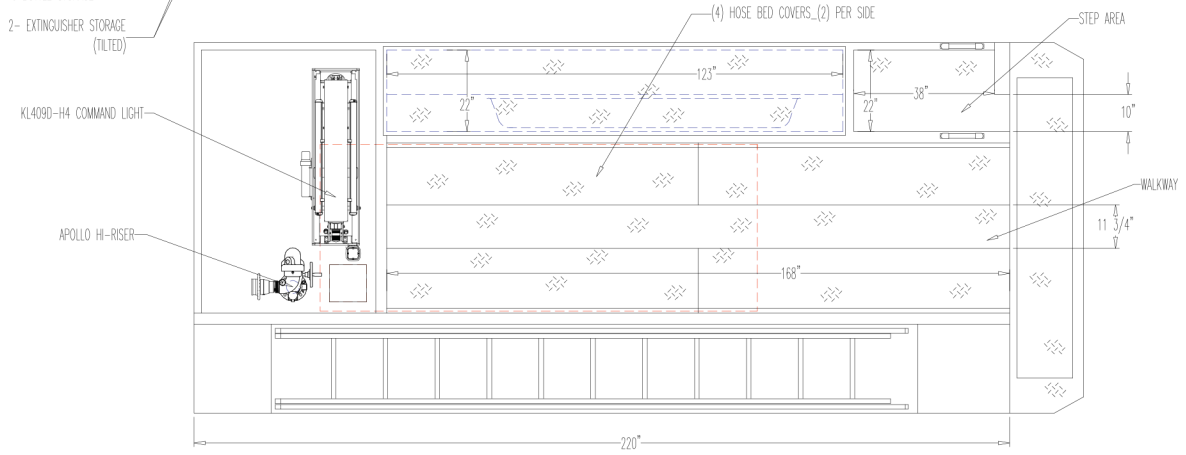 (4) HOSE BED COVERS_(2) PER SIDE
STEP AREA
2- EXTINGUISHER STORAGE
(TILTED)
123"
38"
22"
22"
10"
KL409D-H4 COMMAND LIGHT
WALKWAY
11 3/4"
APOLLO HI-RISER
168"
220"